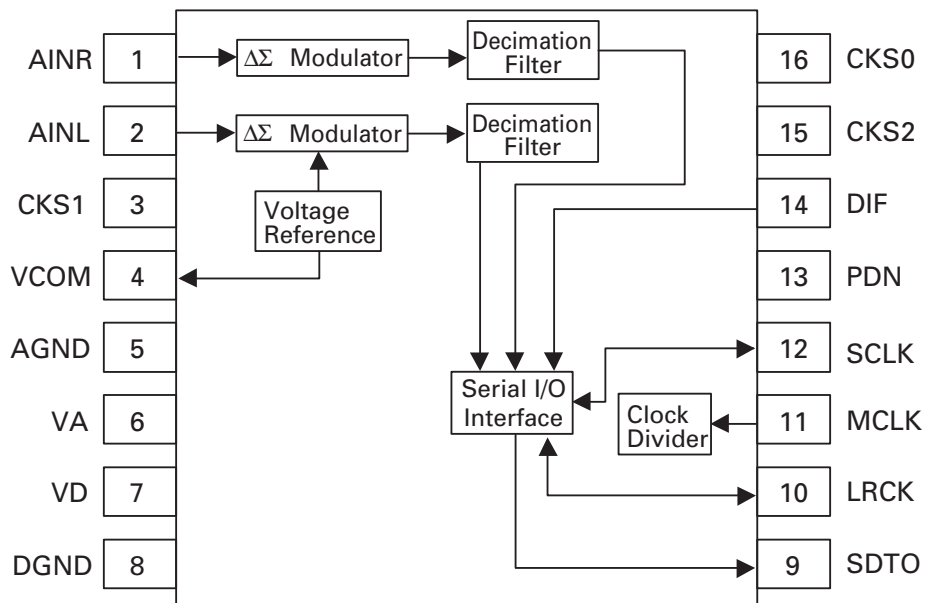 AINR 1 ΔΣ Modulator Decimation
Filter 16 CKS0
AINL 2 ΔΣ Modulator Decimation
Filter 15 CKS2
CKS1 3 Voltage
Reference 14 DIF
VCOM 4 13 PDN
AGND 5 12 SCLK
VA 6 Serial I/O
Interface Clock
Divider 11 MCLK
VD 7 10 LRCK
DGND 8 9 SDTO